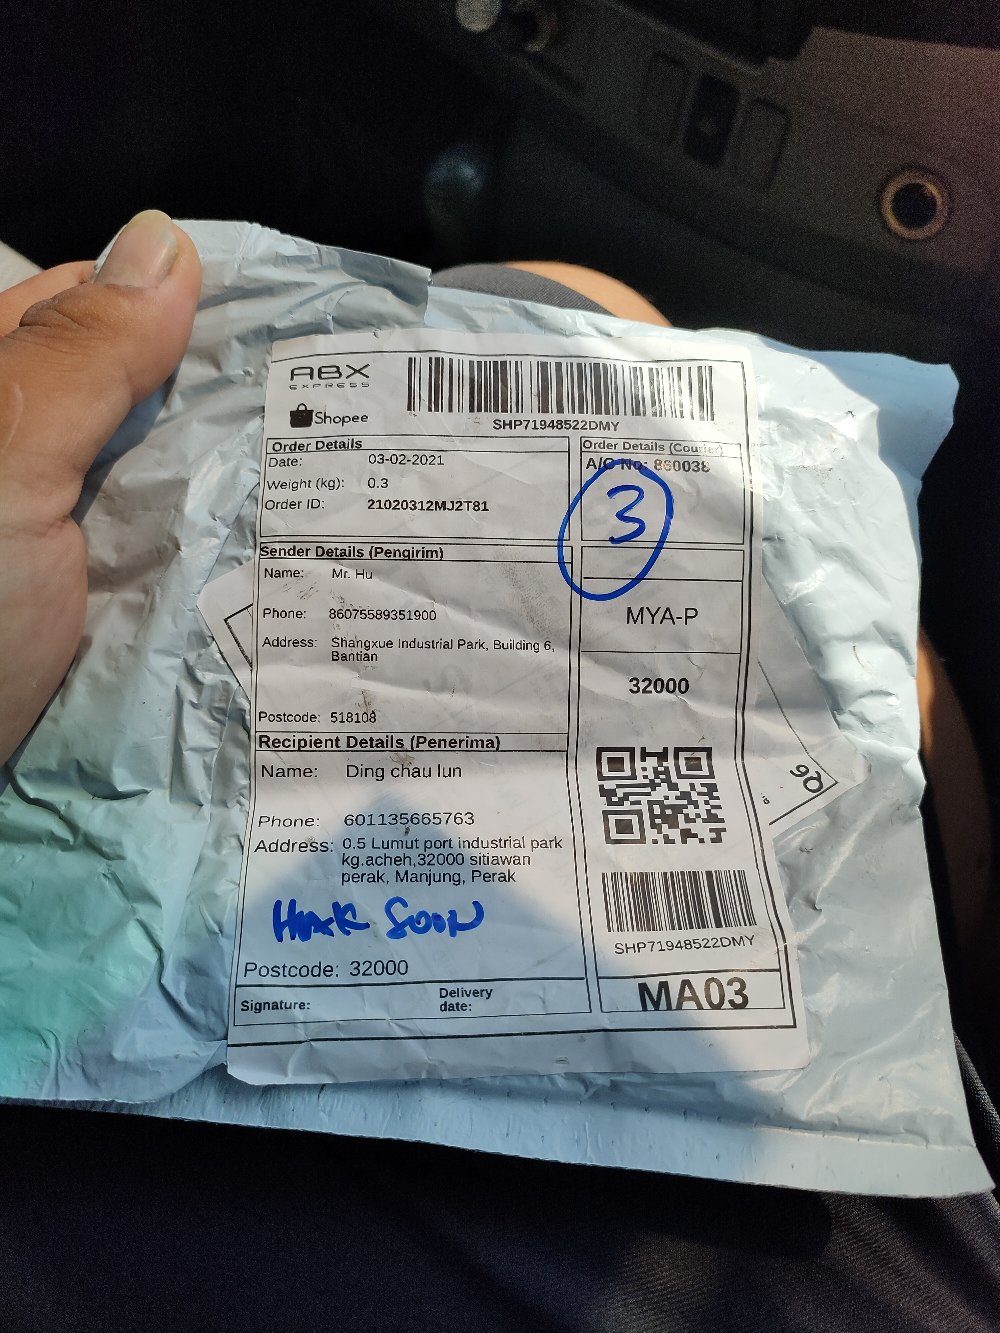 ABX
EXPRESS
Shopee
SHP71948522DMY
Order Details
Date: 03-02-2021
Weight (kg): 0.3
Order ID: 21020312MJ2T81
Order Details (Courier)
A/C No: 860038
3
Sender Details (Pengirim)
Name: Mr. Hu
Phone: 86075589351900
Address: Shangxue Industrial Park, Building 6,
Bantian
Postcode: 518108
MYA-P
32000
Recipient Details (Penerima)
Name: Ding chau lun
Phone: 601135665763
Address: 0.5 Lumut port industrial park
kg.acheh,32000 sitiawan
perak, Manjung, Perak
Postcode: 32000
Signature:
Delivery
date:
SHP71948522DMY
MA03